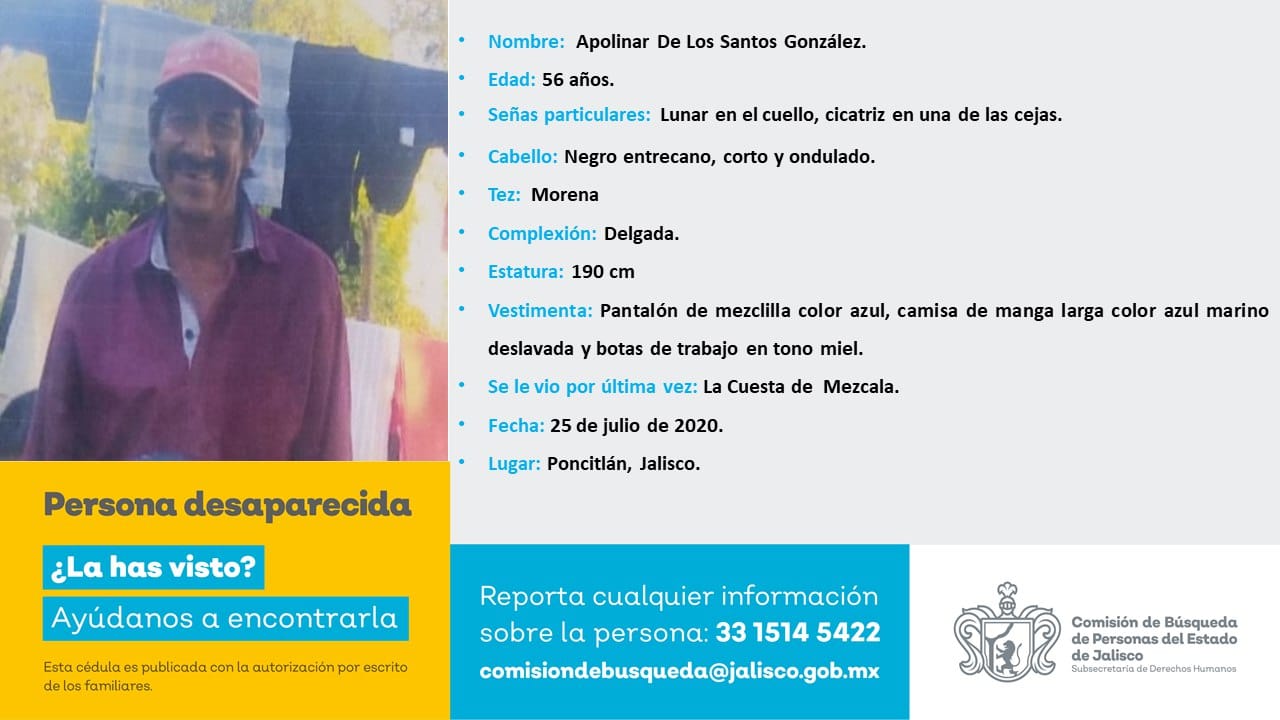 Nombre: Apolinar De Los Santos González.
Edad: 56 años.
Señas particulares: Lunar en el cuello, cicatriz en una de las cejas.
Cabello: Negro entrecano, corto y ondulado.
Tez: Morena
Complexión: Delgada.
Estatura: 190 cm
Vestimenta: Pantalón de mezclilla color azul, camisa de manga larga color azul marino
deslavada y botas de trabajo en tono miel.
Se le vio por última vez: La Cuesta de Mezcala.
Fecha: 25 de julio de 2020.
Lugar: Poncitlán, Jalisco.
Persona desaparecida
¿La has visto?
Ayúdanos a encontrarla
Esta cédula es publicada con la autorización por escrito
de los familiares.
Reporta cualquier información
sobre la persona: 33 1514 5422
comisiondebusqueda@jalisco.gob.mx
Comisión de Búsqueda
de Personas del Estado
de Jalisco
Subsecretaría de Derechos Humanos